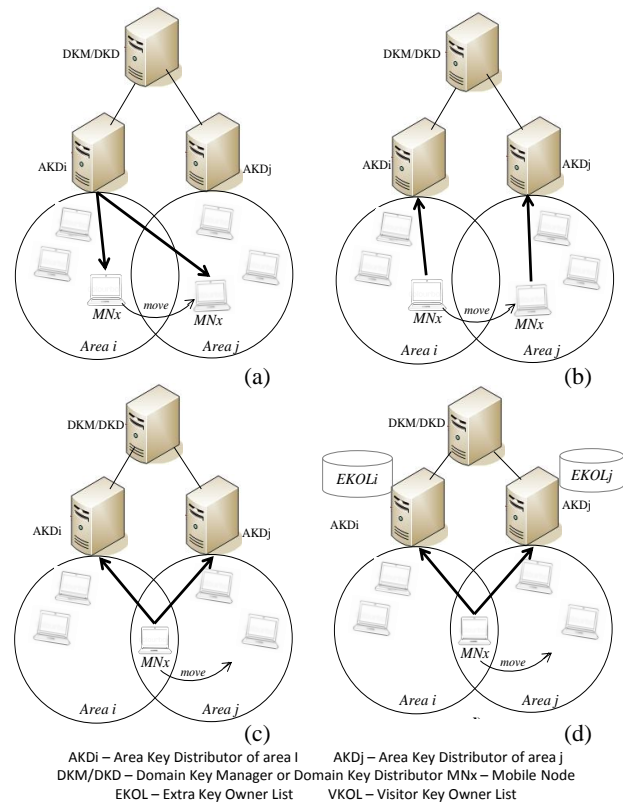 DKM/DKD
AKDi
AKDj
MNx
move
MNx
Area i
Area j
(a)
DKM/DKD
AKDi
AKDj
MNx
move
MNx
Area i
Area j
(b)
DKM/DKD
AKDi
AKDj
MNx
move
Area i
Area j
(c)
DKM/DKD
EKOLi
EKOLj
AKDi
AKDj
MNx
move
Area i
Area j
(d)
AKDi – Area Key Distributor of area I AKDj – Area Key Distributor of area j
DKM/DKD – Domain Key Manager or Domain Key Distributor MNx – Mobile Node
EKOL – Extra Key Owner List VKOL – Visitor Key Owner List